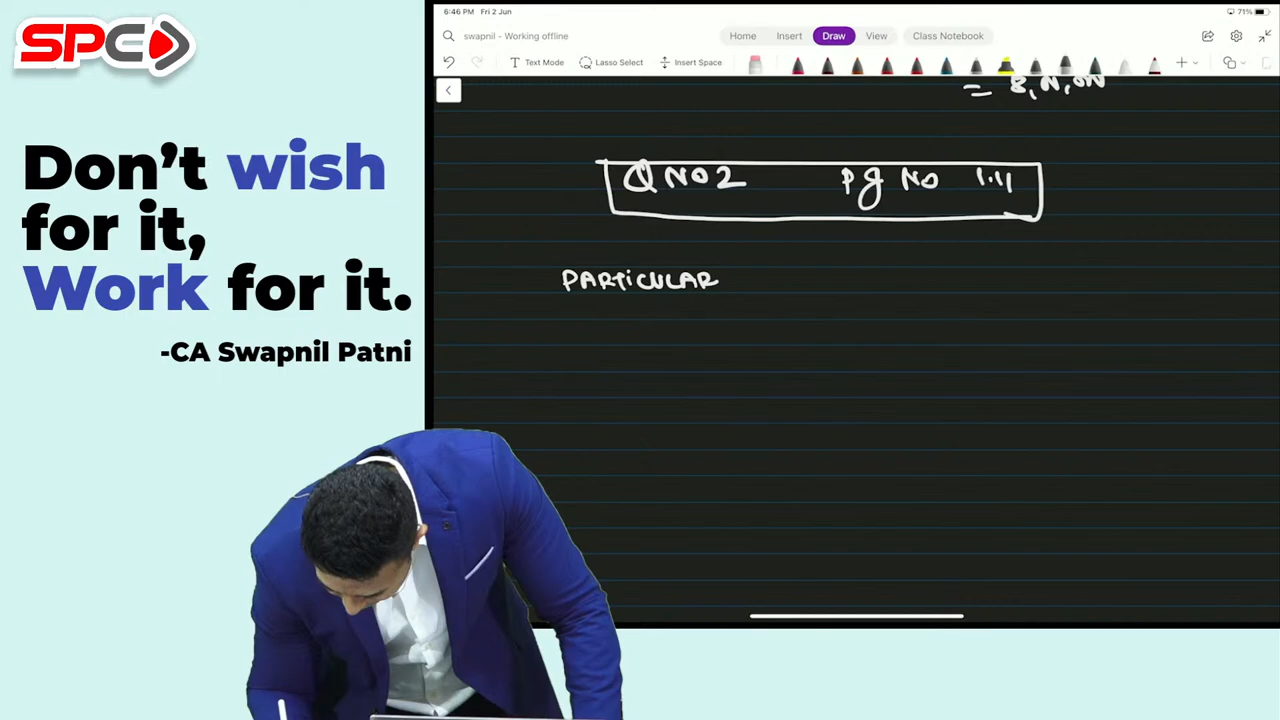 SPC
Don't wish
for it,
Work for it.
-CA Swapnil Patni
6:46 PM Fri 2 Jun
71%
swapnil - Working offline
Home Insert Draw View Class Notebook
Text Mode Lasso Select Insert Space
Q NO 2 Pg No 1.11
PARTICULAR